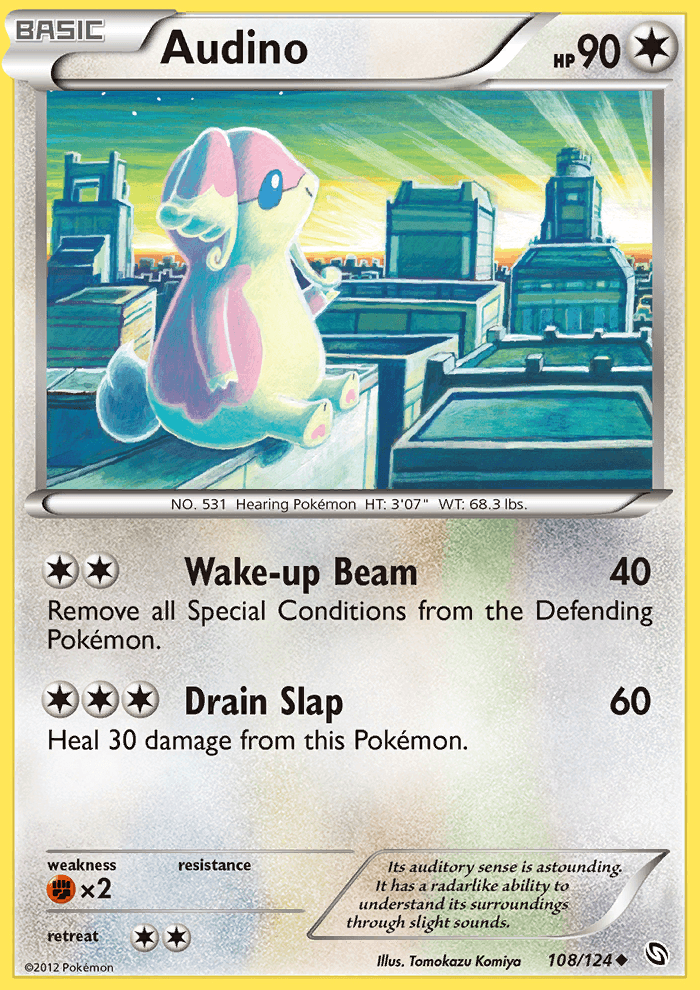 BASIC
Audino
HP90
NO. 531 Hearing Pokémon HT: 3'07" WT: 68.3 lbs.
Wake-up Beam 40
Remove all Special Conditions from the Defending
Pokémon.
Drain Slap 60
Heal 30 damage from this Pokémon.
weakness resistance
×2
retreat
Its auditory sense is astounding.
It has a radarlike ability to
understand its surroundings
through slight sounds.
©2012 Pokémon
Illus. Tomokazu Komiya 108/124